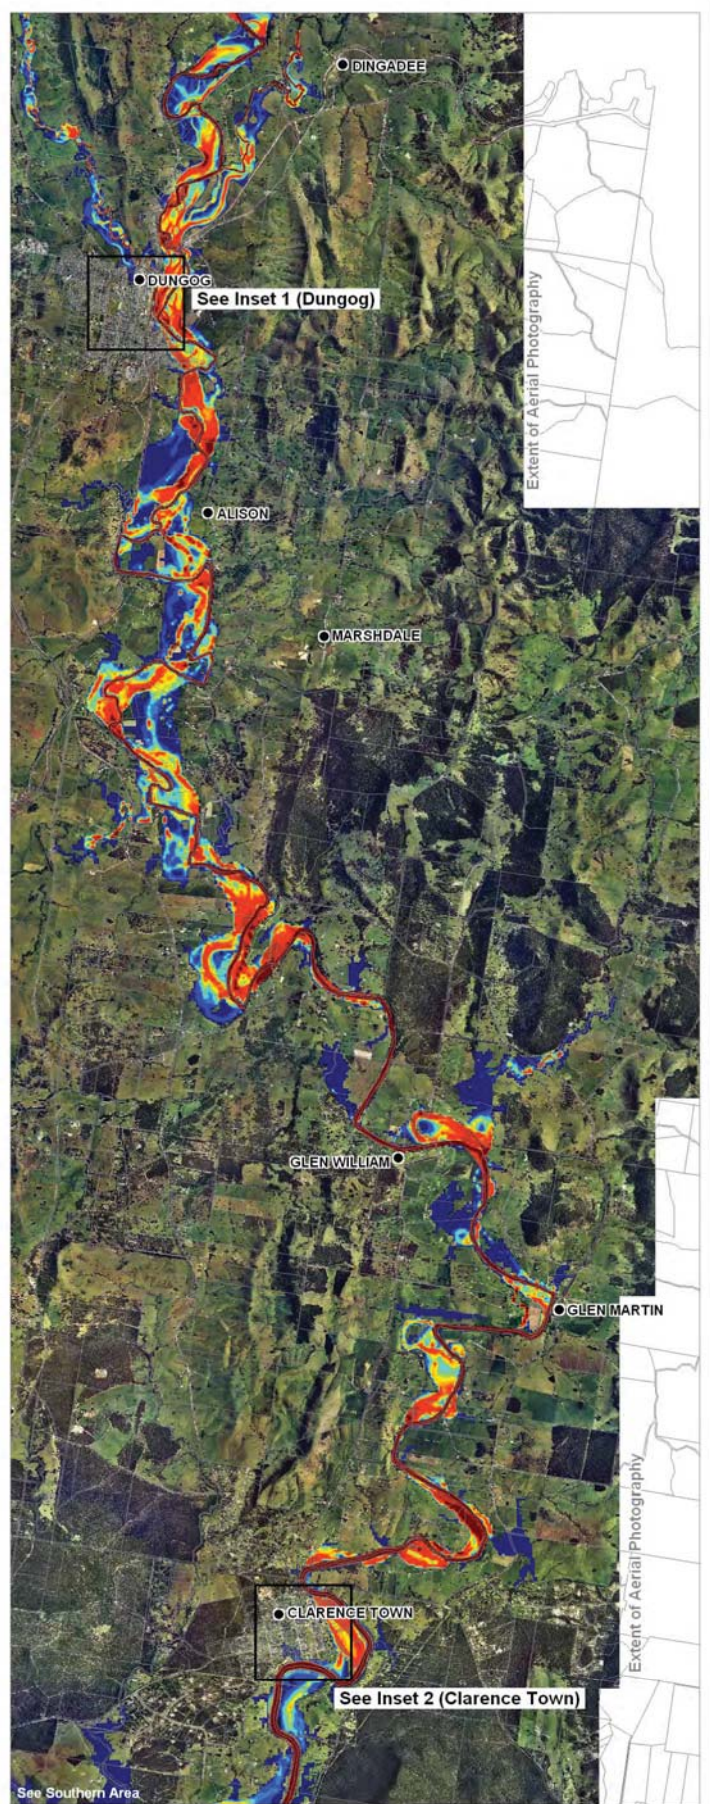 DINGADEE
DUNGOG
See Inset 1 (Dungog)
Extent of Aerial Photography
ALISON
MARSHDALE
GLEN WILLIAM
GLEN MARTIN
Extent of Aerial Photography
CLARENCE TOWN
See Inset 2 (Clarence Town)
See Southern Area